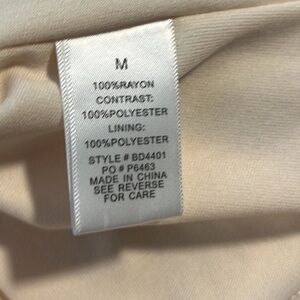 M
100%RAYON
CONTRAST:
100%POLYESTER
LINING:
100%POLYESTER
STYLE # BD4401
PO # P6463
MADE IN CHINA
SEE REVERSE
FOR CARE